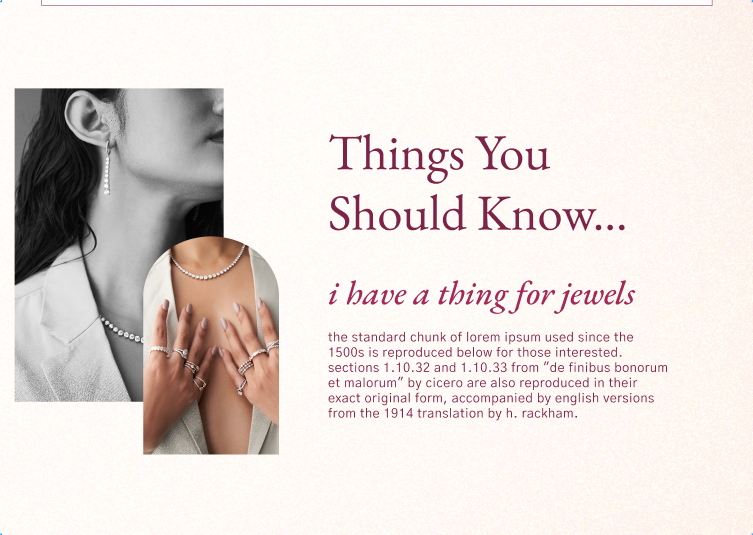 Things You
Should Know...
i have a thing for jewels
the standard chunk of lorem ipsum used since the
1500s is reproduced below for those interested.
sections 1.10.32 and 1.10.33 from "de finibus bonorum
et malorum" by cicero are also reproduced in their
exact original form, accompanied by english versions
from the 1914 translation by h. rackham.